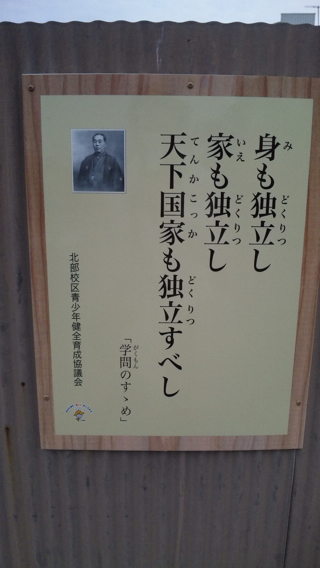 身も独立し
家も独立し
天下国家も独立すべし
「学問のすゝめ」
北部校区青少年健全育成協議会